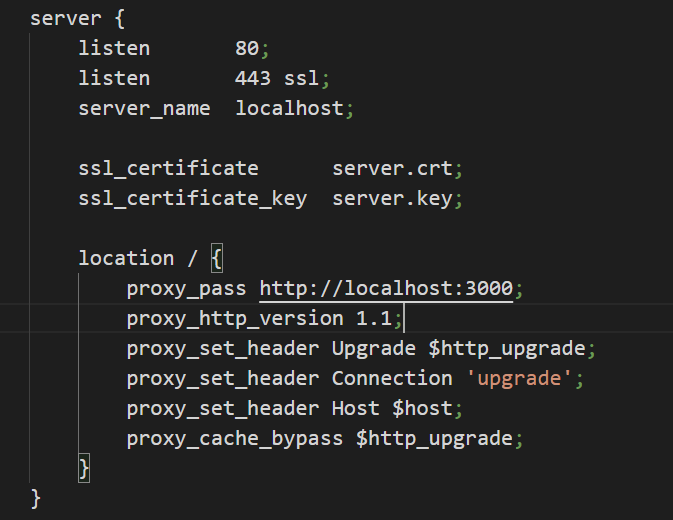 server {
    listen       80;
    listen       443 ssl;
    server_name  localhost;

    ssl_certificate      server.crt;
    ssl_certificate_key  server.key;

    location / {
        proxy_pass http://localhost:3000;
        proxy_http_version 1.1;
        proxy_set_header Upgrade $http_upgrade;
        proxy_set_header Connection 'upgrade';
        proxy_set_header Host $host;
        proxy_cache_bypass $http_upgrade;
    }
}